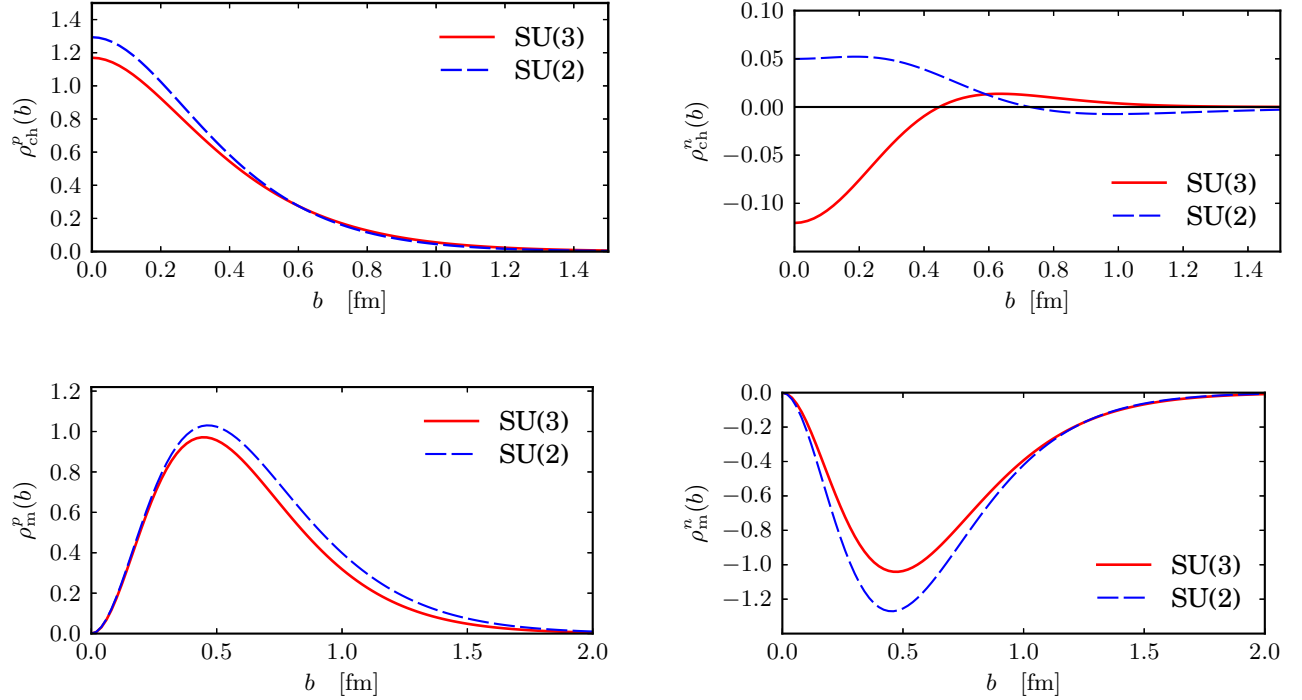 ρ_ch^p(b)
1.4
1.2
1.0
0.8
0.6
0.4
0.2
0.0
0.0 0.2 0.4 0.6 0.8 1.0 1.2 1.4
b [fm]
SU(3)
SU(2)
ρ_ch^n(b)
0.10
0.05
0.00
−0.05
−0.10
0.0 0.2 0.4 0.6 0.8 1.0 1.2 1.4
b [fm]
SU(3)
SU(2)
ρ_m^p(b)
1.2
1.0
0.8
0.6
0.4
0.2
0.0
0.0 0.5 1.0 1.5 2.0
b [fm]
SU(3)
SU(2)
ρ_m^n(b)
0.0
−0.2
−0.4
−0.6
−0.8
−1.0
−1.2
0.0 0.5 1.0 1.5 2.0
b [fm]
SU(3)
SU(2)